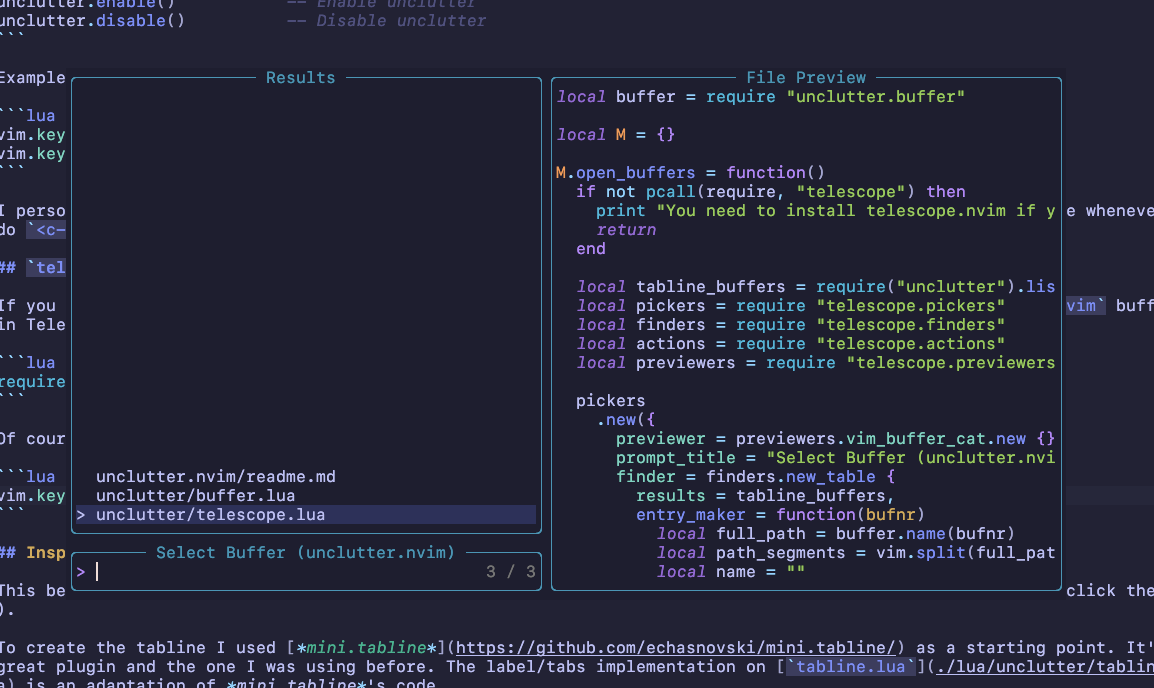 unclutter.enable() -- Enable unclutter
unclutter.disable() -- Disable unclutter
```
Example
```lua
vim.key
vim.key
```
I perso
e wheneve
do `<c-
## `tel
If you
vim` buff
in Tele
```lua
require
```
Of cour
```lua
vim.key
```
## Insp
This be
click the
).
Results
unclutter.nvim/readme.md
unclutter/buffer.lua
> unclutter/telescope.lua
Select Buffer (unclutter.nvim)
> 3 / 3
File Preview
local buffer = require "unclutter.buffer"
local M = {}
M.open_buffers = function()
if not pcall(require, "telescope") then
print "You need to install telescope.nvim if y
return
end
local tabline_buffers = require("unclutter").lis
local pickers = require "telescope.pickers"
local finders = require "telescope.finders"
local actions = require "telescope.actions"
local previewers = require "telescope.previewers
pickers
.new({
previewer = previewers.vim_buffer_cat.new {}
prompt_title = "Select Buffer (unclutter.nvi
finder = finders.new_table {
results = tabline_buffers,
entry_maker = function(bufnr)
local full_path = buffer.name(bufnr)
local path_segments = vim.split(full_pat
local name = ""
To create the tabline I used [*mini.tabline*](https://github.com/echasnovski/mini.tabline/) as a starting point. It'
great plugin and the one I was using before. The label/tabs implementation on [`tabline.lua`](./lua/unclutter/tablin
a) is an adaptation of *mini.tabline*'s code